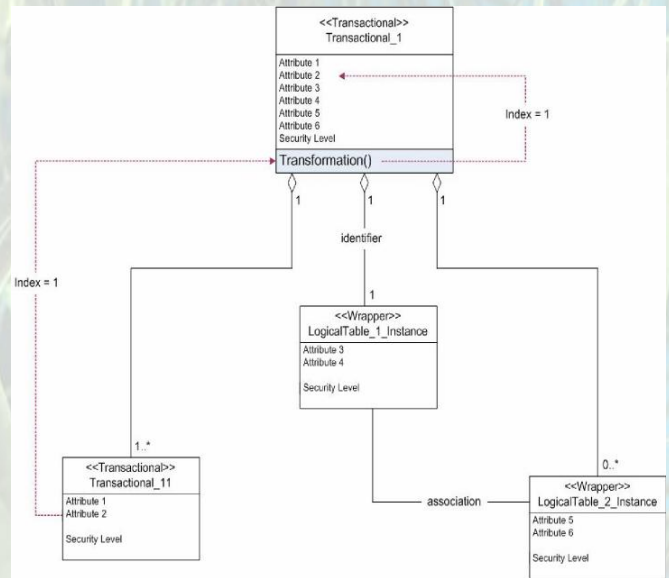 <<Transactional>>
Transactional_1
Attribute 1
Attribute 2
Attribute 3
Attribute 4
Attribute 5
Attribute 6
Security Level
Index = 1
Transformation()
1
1
1
identifier
Index = 1
1
<<Wrapper>>
LogicalTable_1_Instance
Attribute 3
Attribute 4
Security Level
1..*
0..*
<<Transactional>>
Transactional_11
Attribute 1
Attribute 2
Security Level
association
<<Wrapper>>
LogicalTable_2_Instance
Attribute 5
Attribute 6
Security Level